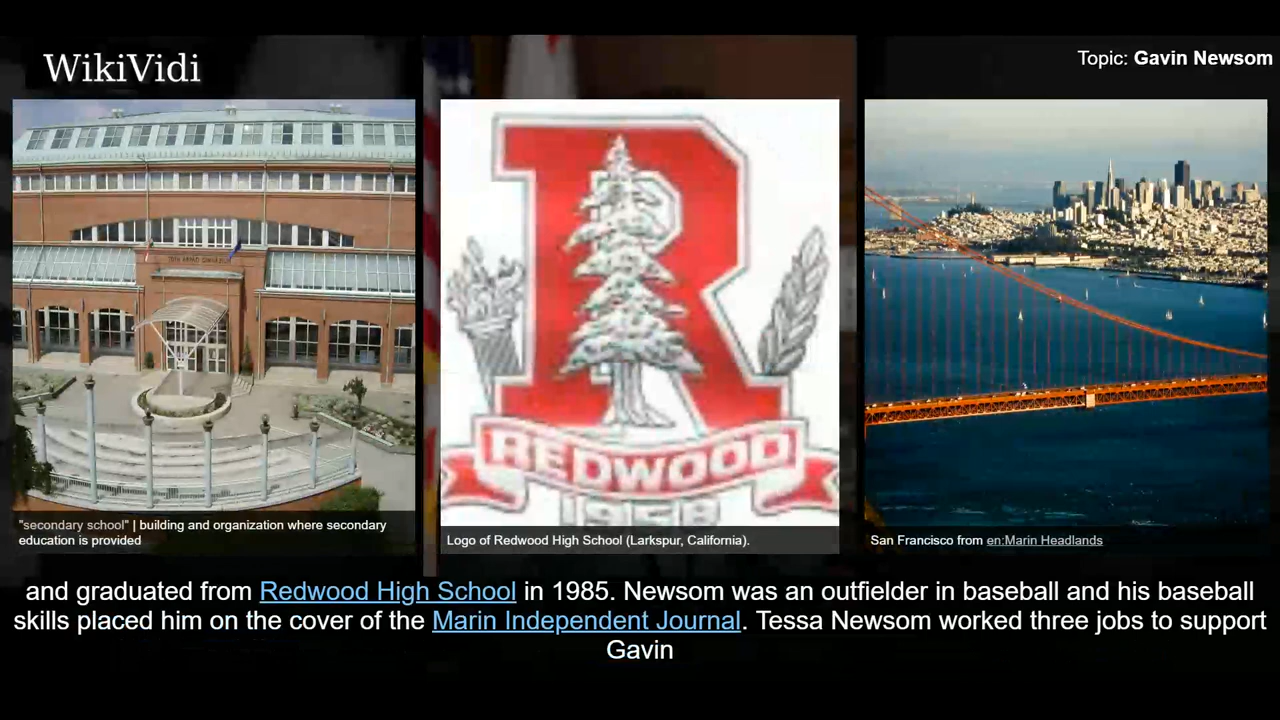 WikiVidi
Topic: Gavin Newsom
REDWOOD
1958
"secondary school" | building and organization where secondary
education is provided
Logo of Redwood High School (Larkspur, California).
San Francisco from en:Marin Headlands
and graduated from Redwood High School in 1985. Newsom was an outfielder in baseball and his baseball
skills placed him on the cover of the Marin Independent Journal. Tessa Newsom worked three jobs to support
Gavin